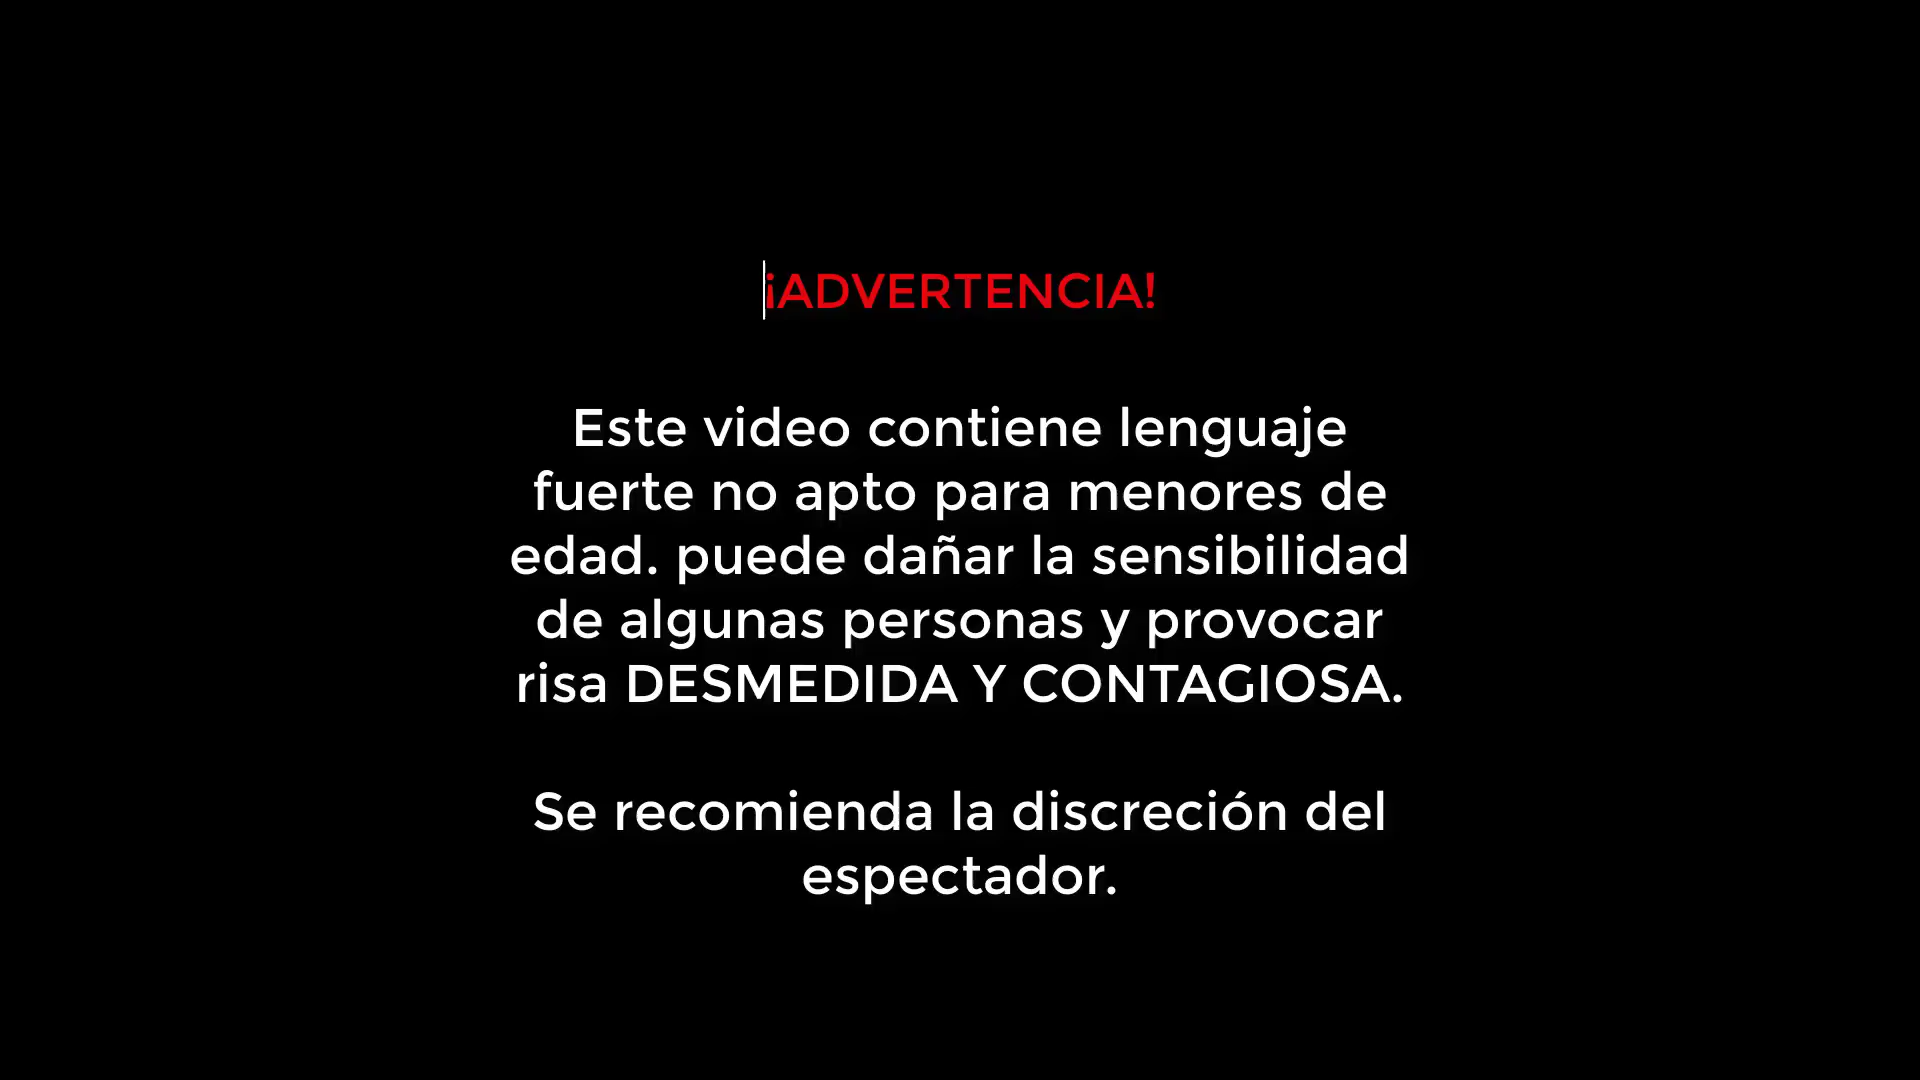 ¡ADVERTENCIA!
Este video contiene lenguaje
fuerte no apto para menores de
edad. puede dañar la sensibilidad
de algunas personas y provocar
risa DESMEDIDA Y CONTAGIOSA.
Se recomienda la discreción del
espectador.